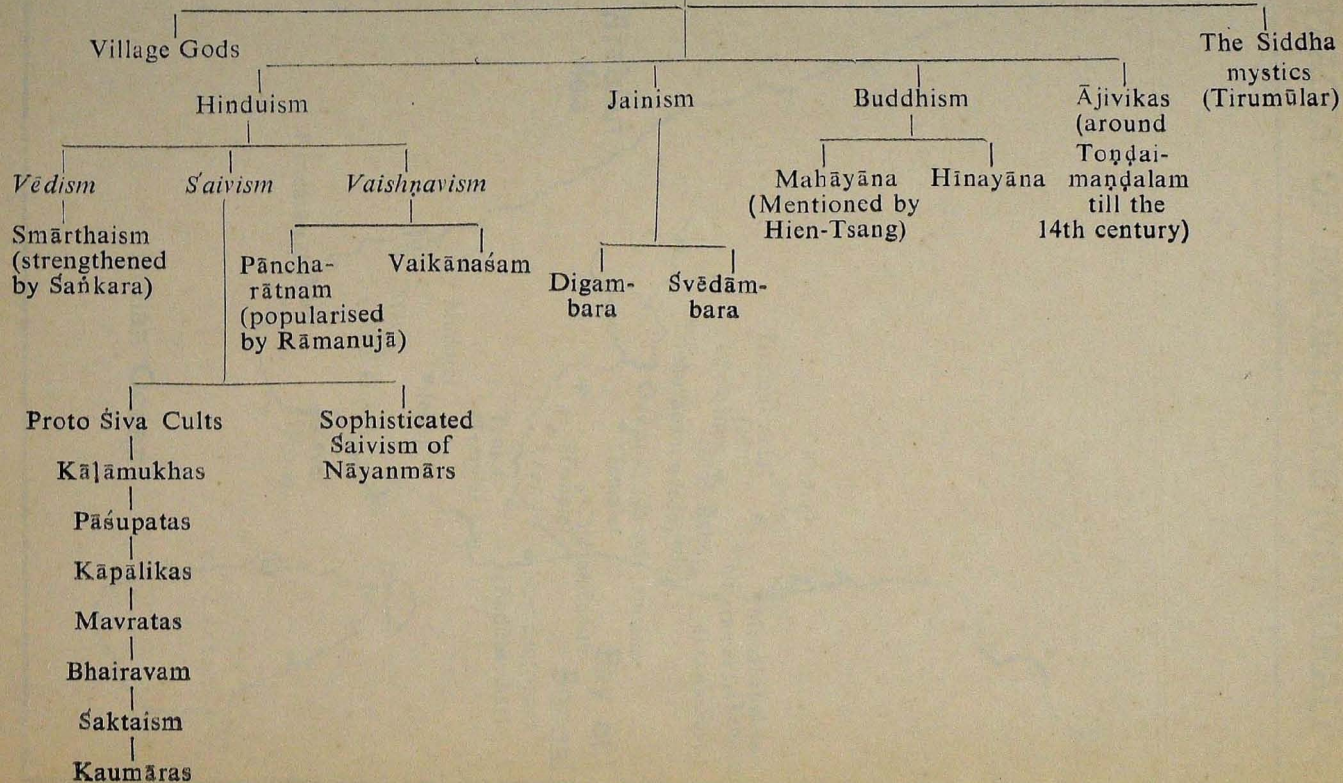 Village Gods
The Siddha
mystics
(Tirumūlar)
Hinduism
Jainism
Buddhism
Ājivikas
(around
Toṇḍai-
maṇḍalam
till the
14th century)
Vēdism
S'aivism
Vaishṇavism
Mahāyāna
(Mentioned by
Hien-Tsang)
Hīnayāna
Smārthaism
(strengthened
by Śaṅkara)
Pāncha-
rātnam
(popularised
by Rāmanujā)
Vaikānaśam
Digam-
bara
Śvēdām-
bara
Proto Śiva Cults
Kāḷāmukhas
Pāśupatas
Kāpālikas
Mavratas
Bhairavam
Śaktaism
Kaumāras
Sophisticated
Śaivism of
Nāyanmārs